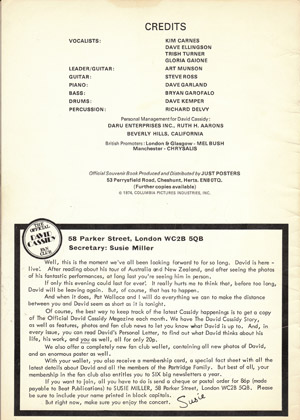 CREDITS
VOCALISTS: KIM CARNES
DAVE ELLINGSON
TRISH TURNER
GLORIA GAIONE
LEADER/GUITAR: ART MUNSON
GUITAR: STEVE ROSS
PIANO: DAVE GARLAND
BASS: BRYAN GAROFALO
DRUMS: DAVE KEMPER
PERCUSSION: RICHARD DELVY
Personal Management for David Cassidy:
DARU ENTERPRISES INC., RUTH H. AARONS
BEVERLY HILLS, CALIFORNIA
British Promoters: London & Glasgow - MEL BUSH
Manchester - CHRYSALIS
Official Souvenir Book Produced and Distributed by JUST POSTERS
53 Perryfield Road, Cheshunt, Herts. EN8 0TQ.
(Further copies available)
© 1974, COLUMBIA PICTURES INDUSTRIES, INC.
THE OFFICIAL
DAVID
CASSIDY
FAN CLUB
58 Parker Street, London WC2B 5QB
Secretary: Susie Miller
Well, this is the moment we've all been looking forward to for so long. David is here -
live! After reading about his tour of Australia and New Zealand, and after seeing the photos
of his fantastic performances, at long last you're seeing him in person.
If only this evening could last for ever! It really hurts me to think that, before too long,
David will be leaving again. But, of course, that has to happen.
And when it does, Pat Wallace and I will do everything we can to make the distance
between you and David seem as short as it is tonight.
Of course, the best way to keep track of the latest Cassidy happenings is to get a copy
of The Official David Cassidy Magazine each month. We have The David Cassidy Story,
as well as features, photos and fan club news to let you know what David is up to. And, in
every issue, you can read David's Personal Letter, to find out what David thinks about his
life, his work, and you as well, all for only 20p.
We also offer a completely new fan club wallet, containing all new photos of David,
and an enormous poster as well.
With your wallet, you also receive a membership card, a special fact sheet with all the
latest details about David and all the members of the Partridge Family. But best of all, your
membership in the fan club also entitles you to SIX big newsletters a year.
If you want to join, all you have to do is send a cheque or postal order for 86p (made
payable to Beat Publications) to SUSIE MILLER, 58 Parker Street, London WC2B 5QB. Please
be sure to include your name printed in block capitals.
But right now, make sure you enjoy the concert,
Susie